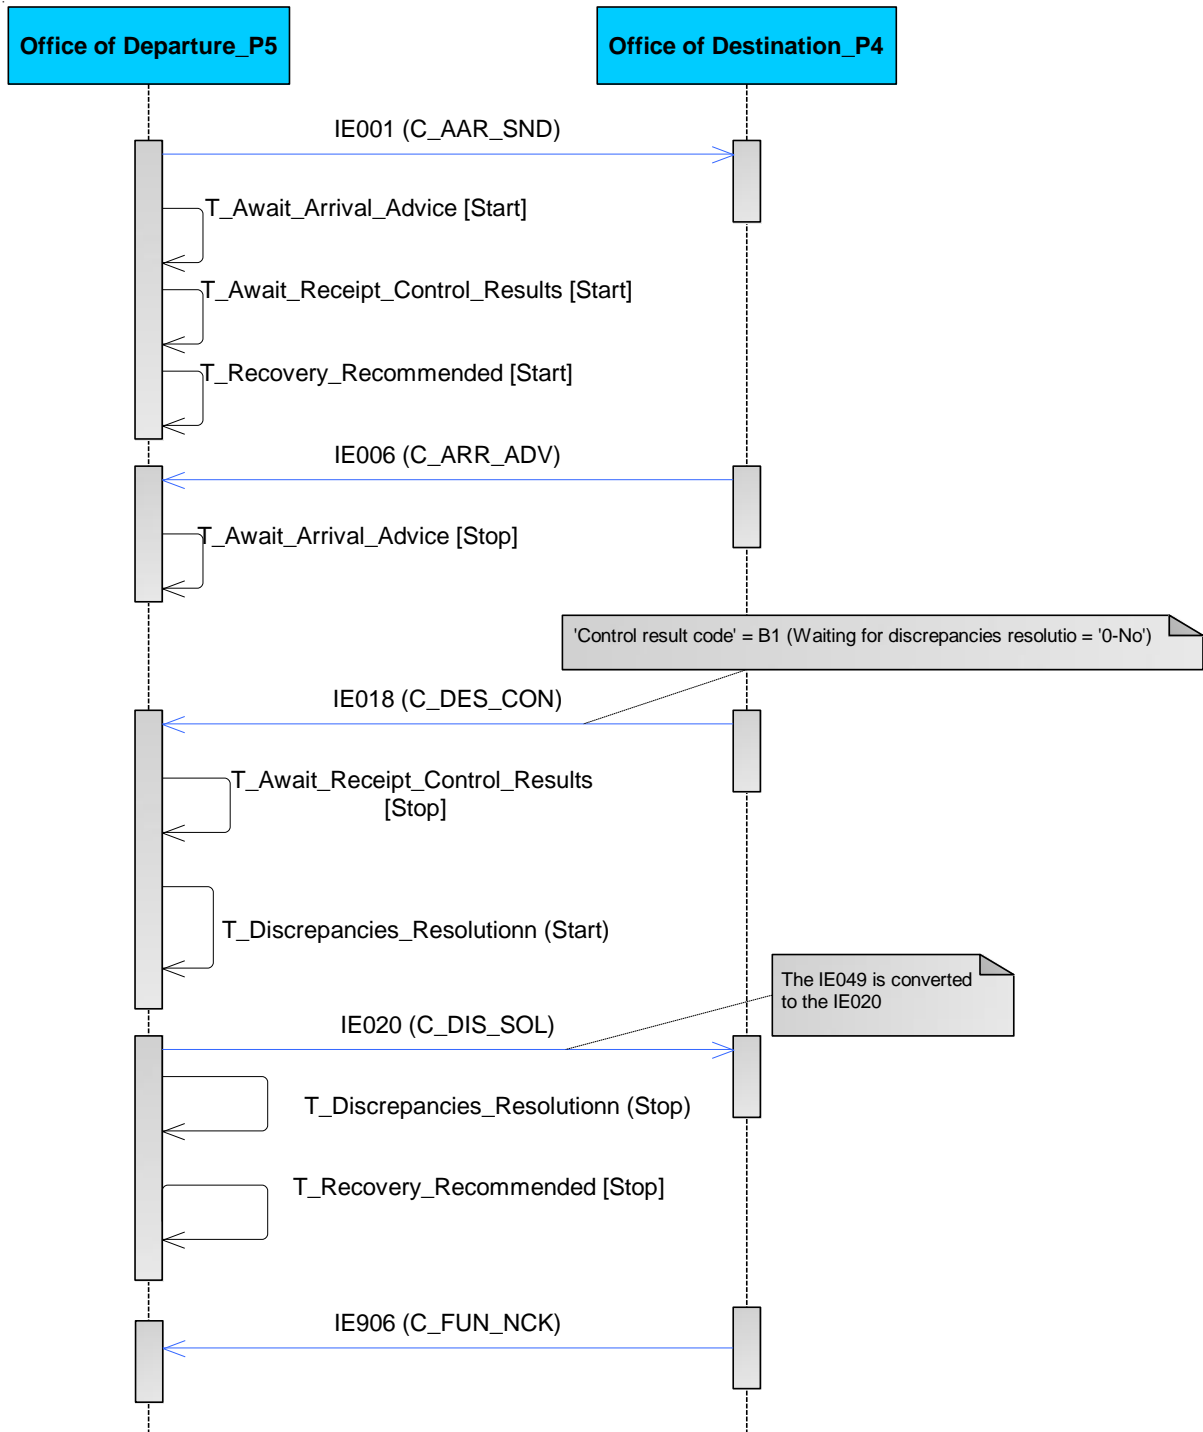 Office of Departure_P5
Office of Destination_P4
IE001 (C_AAR_SND)
T_Await_Arrival_Advice [Start]
T_Await_Receipt_Control_Results [Start]
T_Recovery_Recommended [Start]
IE006 (C_ARR_ADV)
T_Await_Arrival_Advice [Stop]
'Control result code' = B1 (Waiting for discrepancies resolutio = '0-No')
IE018 (C_DES_CON)
T_Await_Receipt_Control_Results
[Stop]
T_Discrepancies_Resolutionn (Start)
The IE049 is converted
to the IE020
IE020 (C_DIS_SOL)
T_Discrepancies_Resolutionn (Stop)
T_Recovery_Recommended [Stop]
IE906 (C_FUN_NCK)